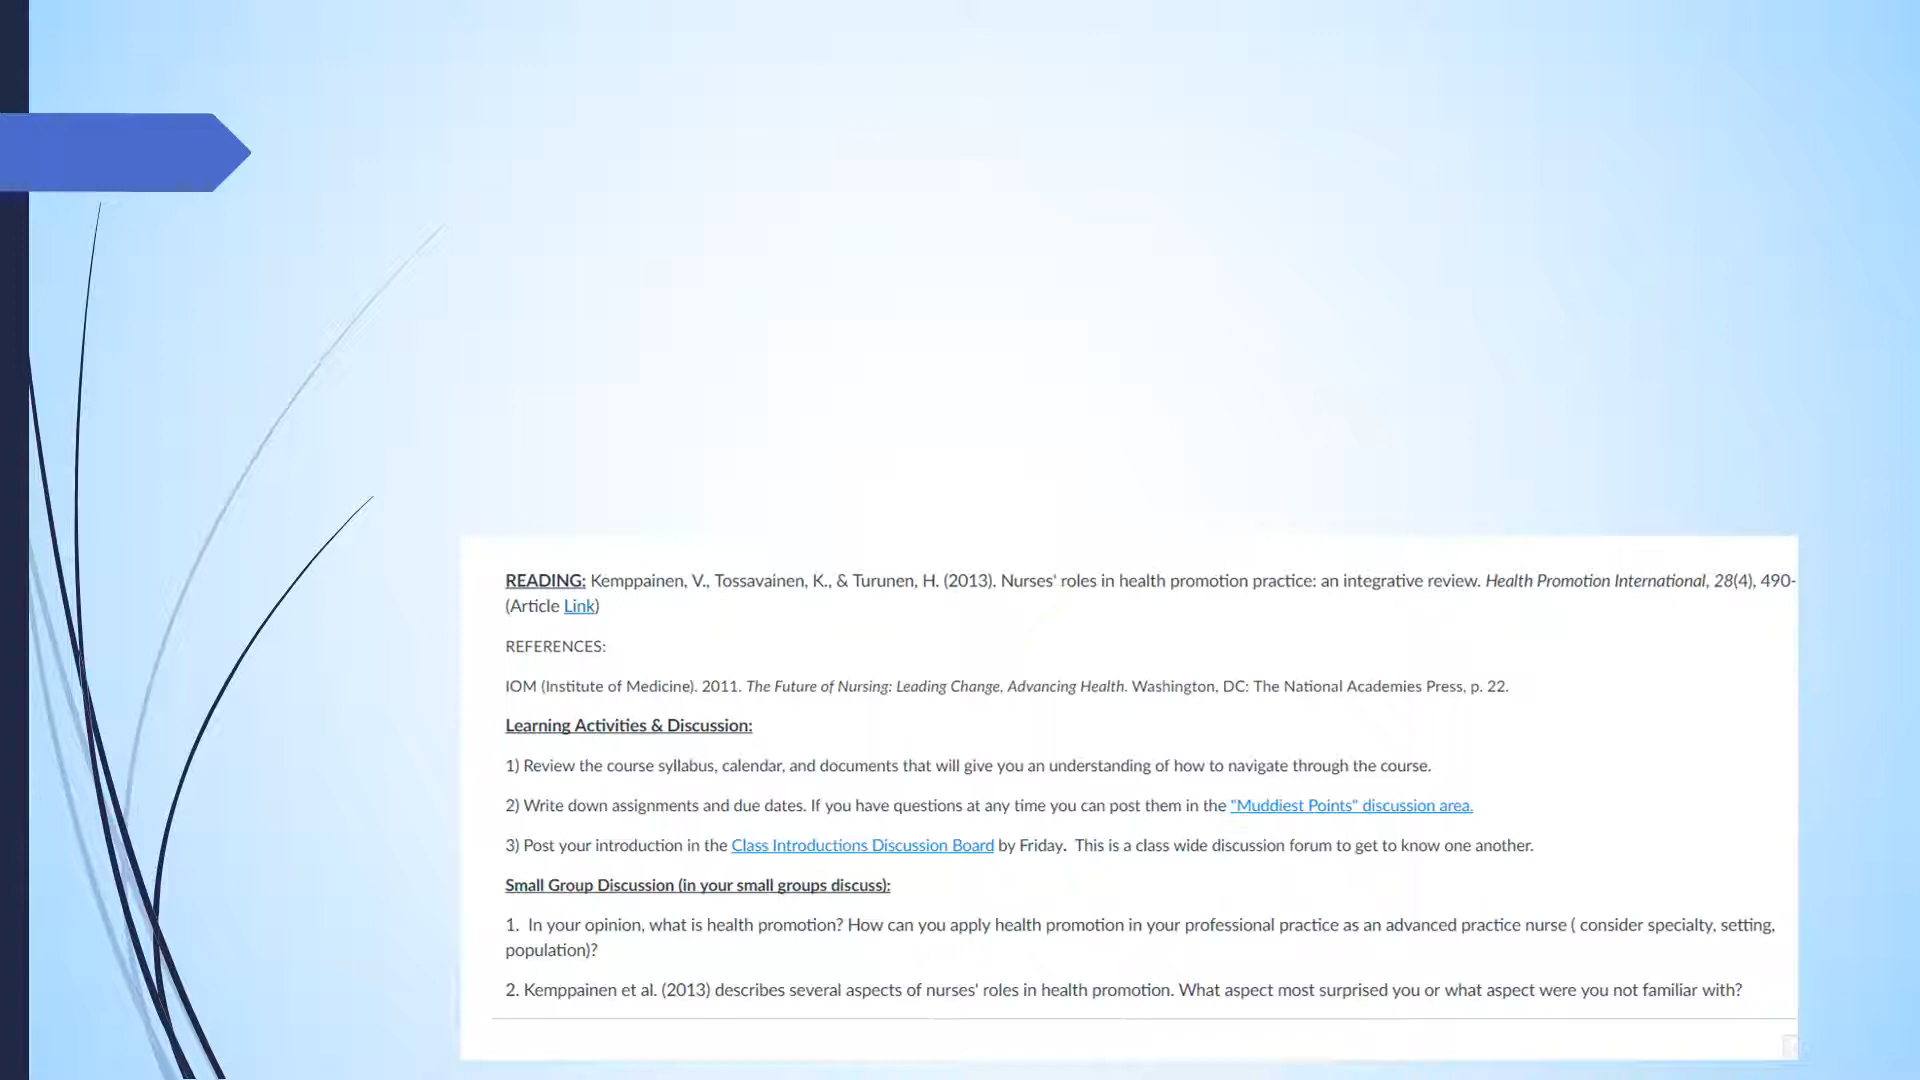 READING: Kemppainen, V., Tossavainen, K., & Turunen, H. (2013). Nurses' roles in health promotion practice: an integrative review. Health Promotion International, 28(4), 490-
(Article Link)
REFERENCES:
IOM (Institute of Medicine). 2011. The Future of Nursing: Leading Change, Advancing Health. Washington, DC: The National Academies Press, p. 22.
Learning Activities & Discussion:
1) Review the course syllabus, calendar, and documents that will give you an understanding of how to navigate through the course.
2) Write down assignments and due dates. If you have questions at any time you can post them in the "Muddiest Points" discussion area.
3) Post your introduction in the Class Introductions Discussion Board by Friday. This is a class wide discussion forum to get to know one another.
Small Group Discussion (in your small groups discuss):
1. In your opinion, what is health promotion? How can you apply health promotion in your professional practice as an advanced practice nurse ( consider specialty, setting,
population)?
2. Kemppainen et al. (2013) describes several aspects of nurses' roles in health promotion. What aspect most surprised you or what aspect were you not familiar with?